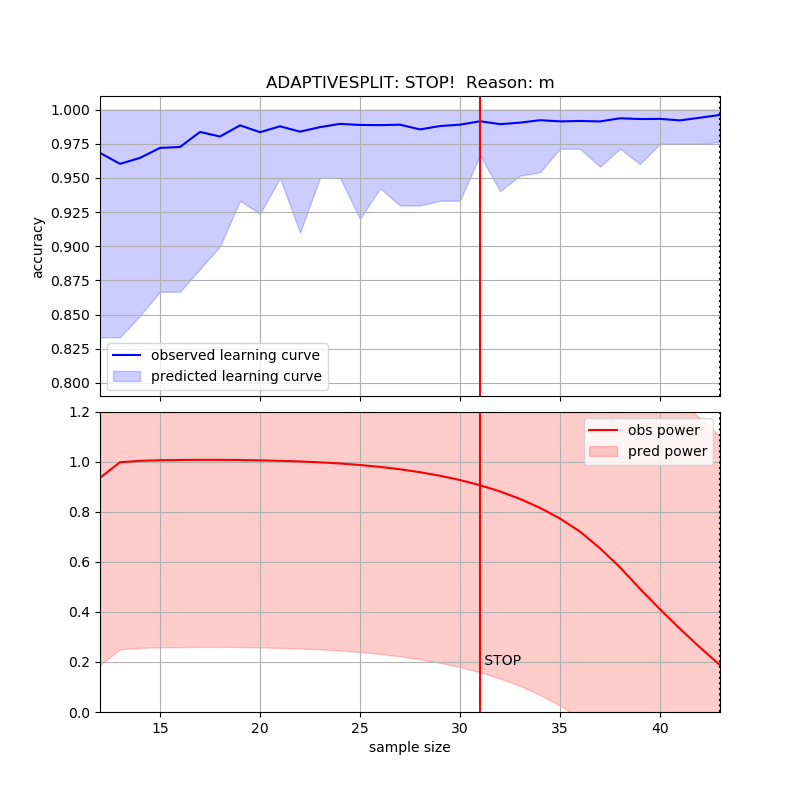 ADAPTIVESPLIT: STOP!  Reason: m
1.000
0.975
0.950
0.925
0.900
0.875
0.850
0.825
0.800
accuracy
observed learning curve
predicted learning curve
1.2
1.0
0.8
0.6
0.4
0.2
0.0
obs power
pred power
STOP
15 20 25 30 35 40
sample size